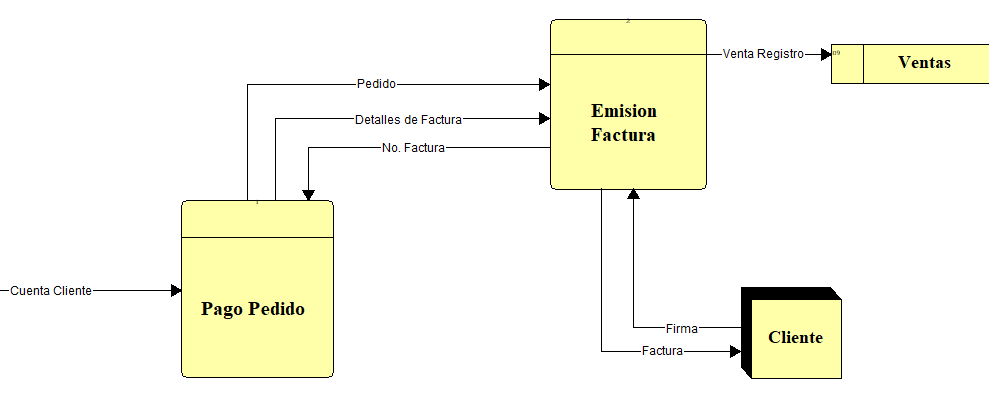 2
Venta Registro
09
Ventas
Pedido
Emision
Factura
Detalles de Factura
No. Factura
1
Cuenta Cliente
Pago Pedido
Firma
Cliente
Factura